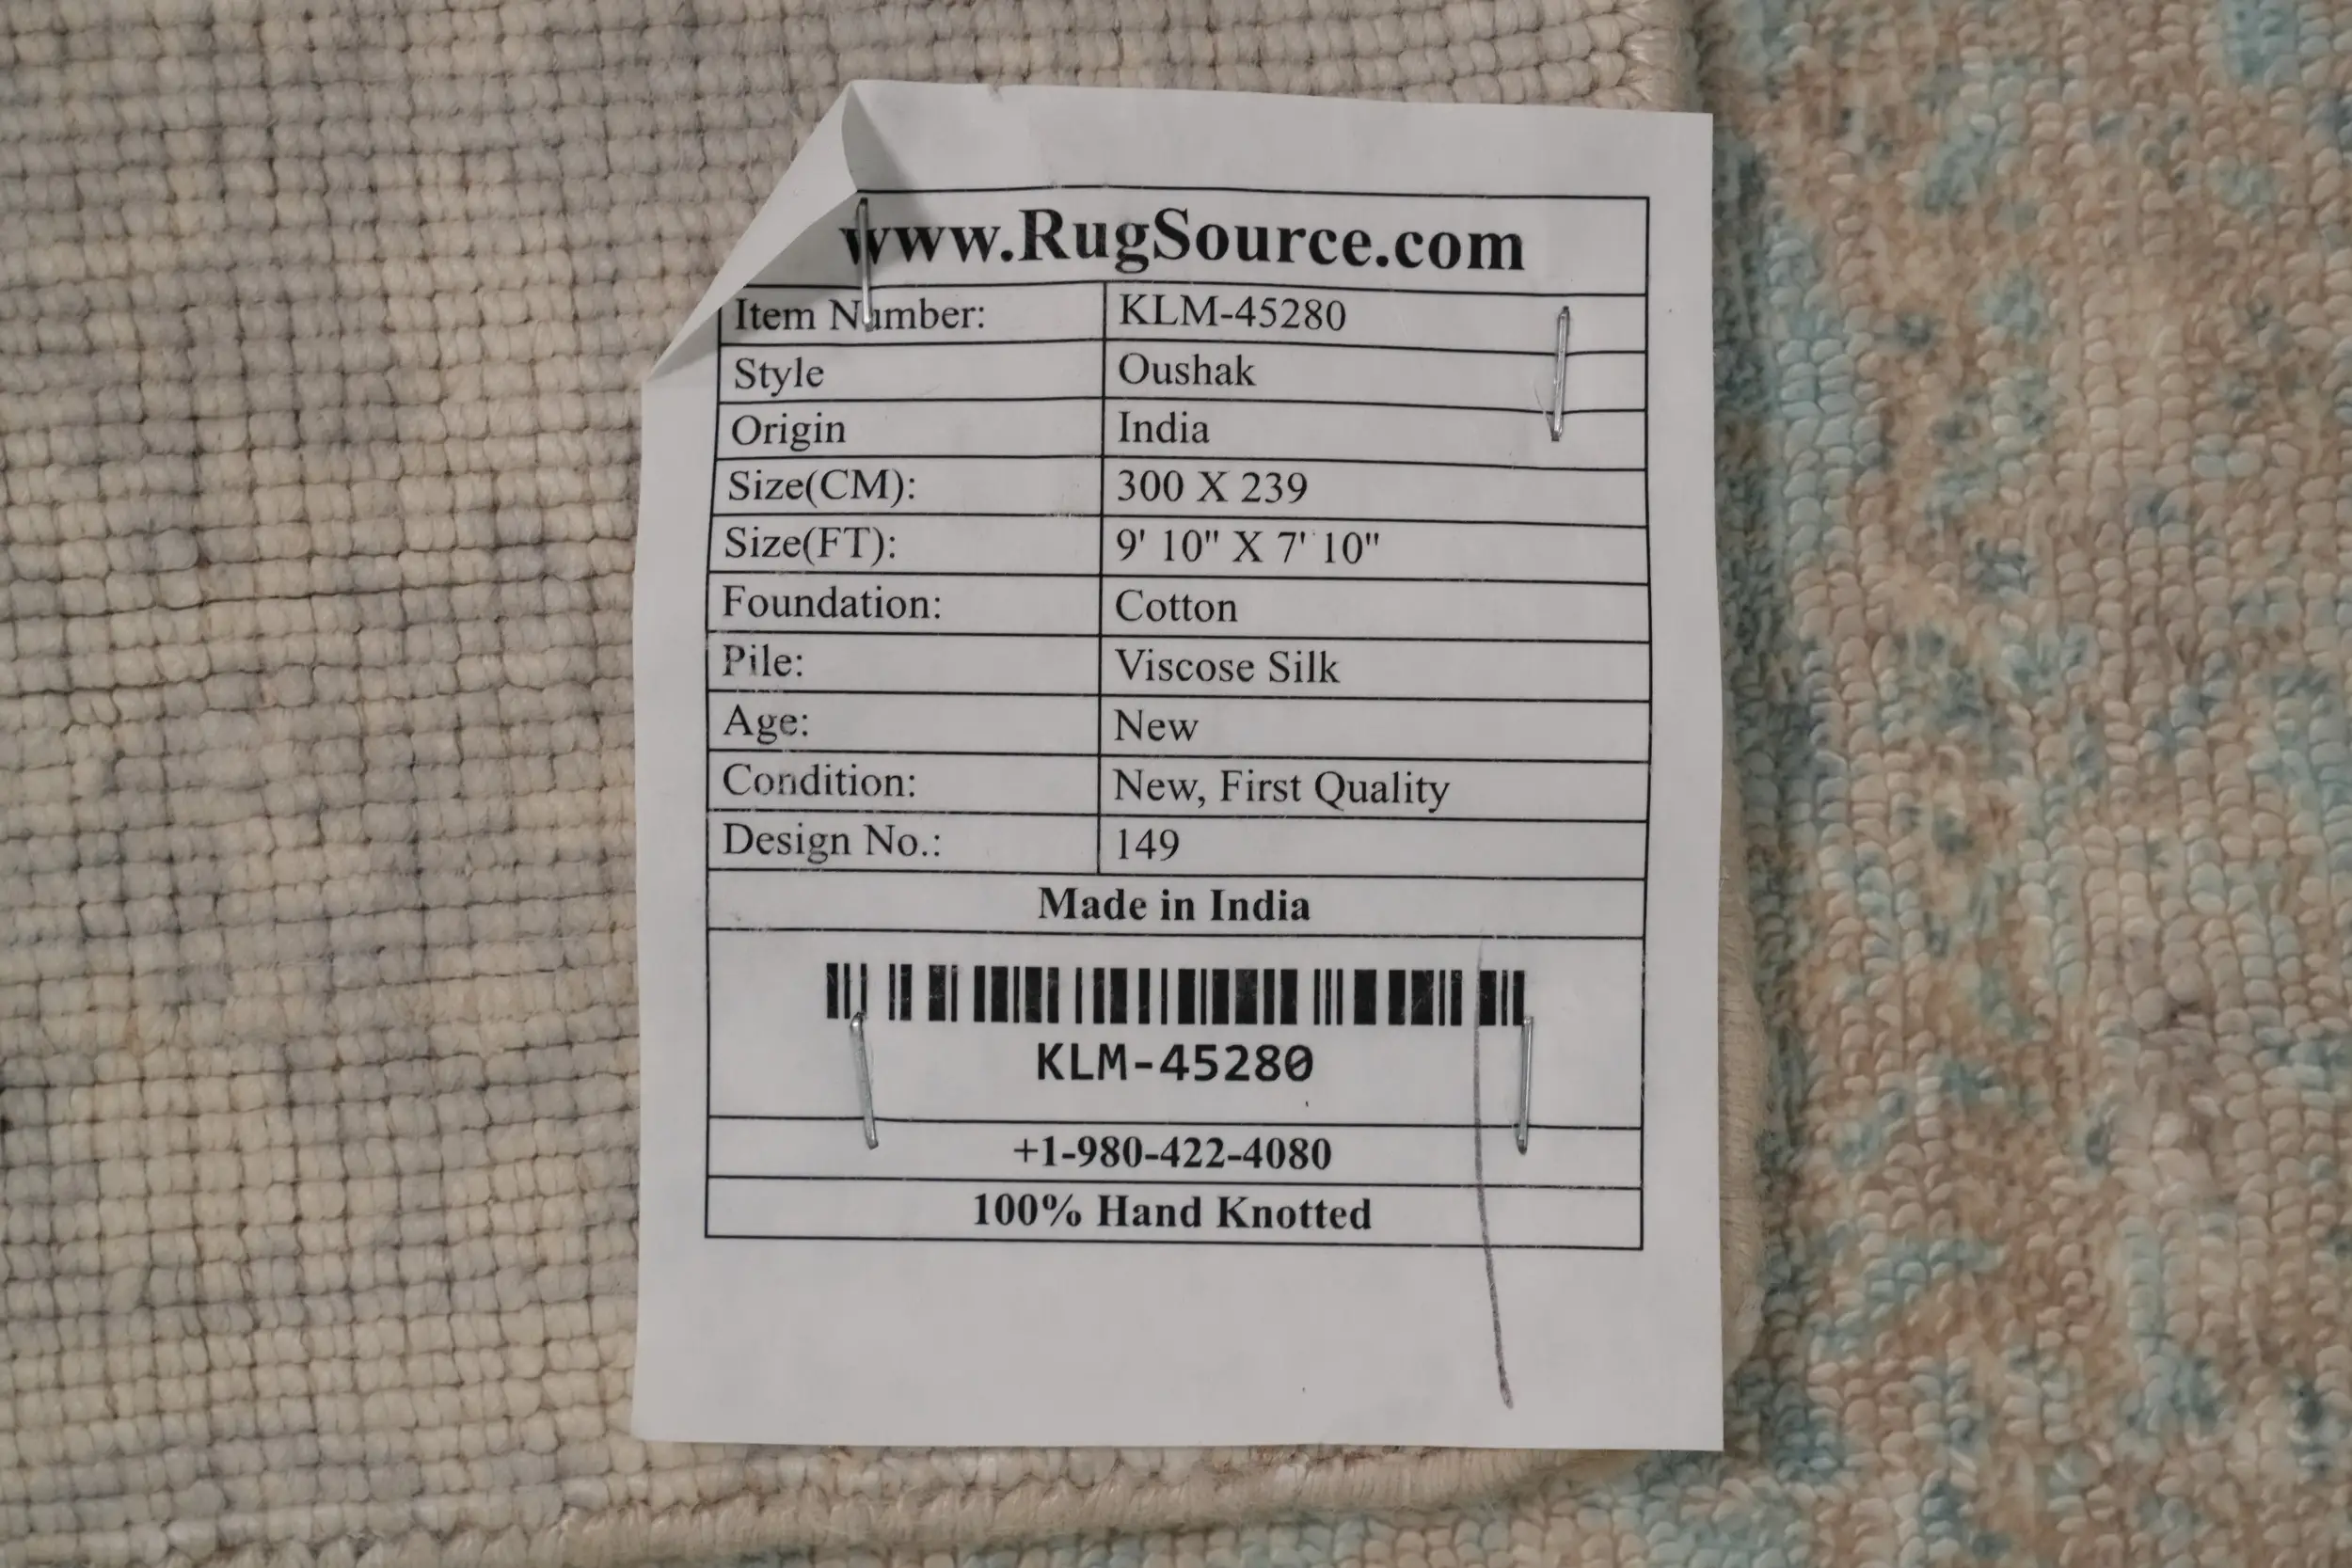 www.RugSource.com
Item Number: KLM-45280
Style Oushak
Origin India
Size(CM): 300 X 239
Size(FT): 9' 10" X 7' 10"
Foundation: Cotton
Pile: Viscose Silk
Age: New
Condition: New, First Quality
Design No.: 149
Made in India
KLM-45280
+1-980-422-4080
100% Hand Knotted